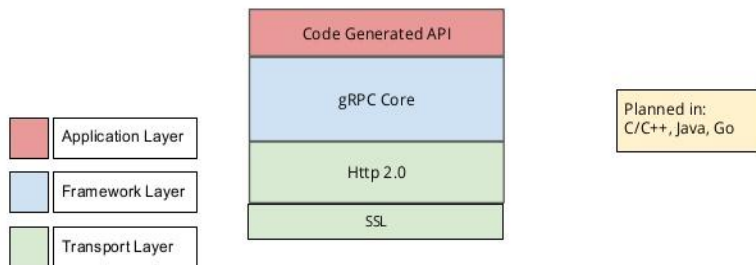 Code Generated API
gRPC Core
Http 2.0
SSL
Application Layer
Framework Layer
Transport Layer
Planned in:
C/C++, Java, Go